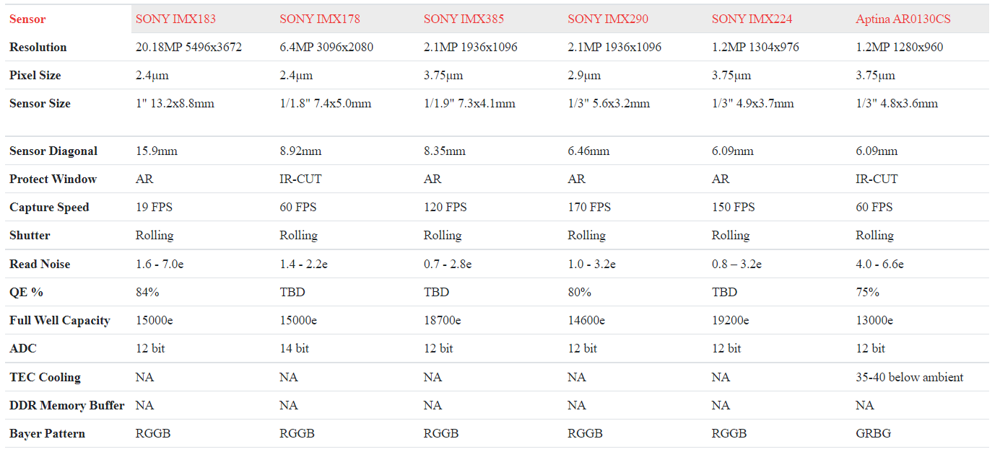 Sensor SONY IMX183 SONY IMX178 SONY IMX385 SONY IMX290 SONY IMX224 Aptina AR0130CS
Resolution 20.18MP 5496x3672 6.4MP 3096x2080 2.1MP 1936x1096 2.1MP 1936x1096 1.2MP 1304x976 1.2MP 1280x960
Pixel Size 2.4μm 2.4μm 3.75μm 2.9μm 3.75μm 3.75μm
Sensor Size 1" 13.2x8.8mm 1/1.8" 7.4x5.0mm 1/1.9" 7.3x4.1mm 1/3" 5.6x3.2mm 1/3" 4.9x3.7mm 1/3" 4.8x3.6mm
Sensor Diagonal 15.9mm 8.92mm 8.35mm 6.46mm 6.09mm 6.09mm
Protect Window AR IR-CUT AR AR AR IR-CUT
Capture Speed 19 FPS 60 FPS 120 FPS 170 FPS 150 FPS 60 FPS
Shutter Rolling Rolling Rolling Rolling Rolling Rolling
Read Noise 1.6 - 7.0e 1.4 - 2.2e 0.7 - 2.8e 1.0 - 3.2e 0.8 – 3.2e 4.0 - 6.6e
QE % 84% TBD TBD 80% TBD 75%
Full Well Capacity 15000e 15000e 18700e 14600e 19200e 13000e
ADC 12 bit 14 bit 12 bit 12 bit 12 bit 12 bit
TEC Cooling NA NA NA NA NA 35-40 below ambient
DDR Memory Buffer NA NA NA NA NA NA
Bayer Pattern RGGB RGGB RGGB RGGB RGGB GRBG